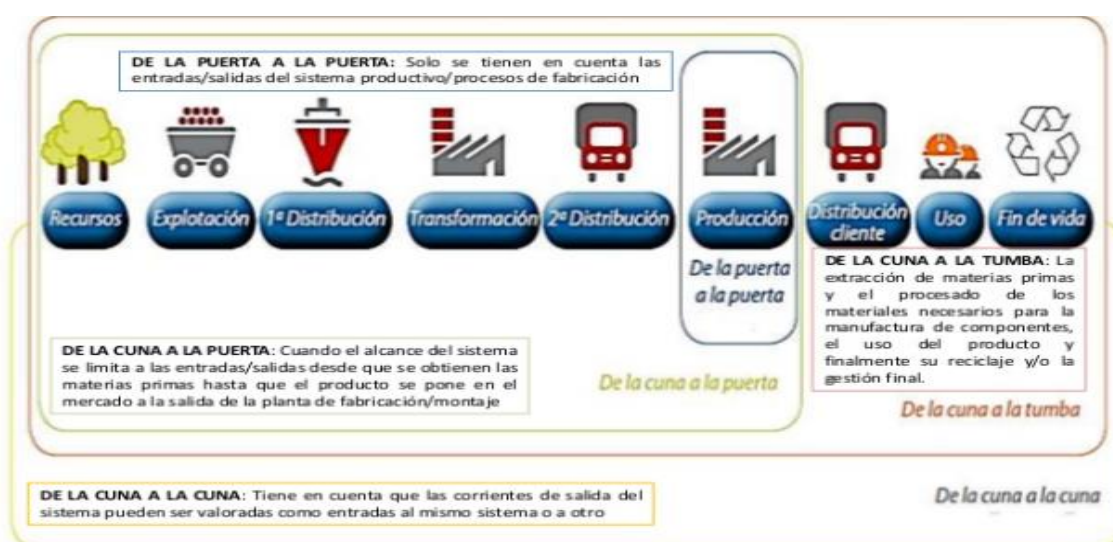 DE LA PUERTA A LA PUERTA: Solo se tienen en cuenta las
entradas/salidas del sistema productivo/procesos de fabricación
Recursos
Explotación
1ª Distribución
Transformación
2ª Distribución
Producción
Distribución
cliente
Uso
Fin de vida
De la puerta
a la puerta
DE LA CUNA A LA TUMBA: La
extracción de materias primas
y el procesado de los
materiales necesarios para la
manufactura de componentes,
el uso del producto y
finalmente su reciclaje y/o la
gestión final.
DE LA CUNA A LA PUERTA: Cuando el alcance del sistema
se limita a las entradas/salidas desde que se obtienen las
materias primas hasta que el producto se pone en el
mercado a la salida de la planta de fabricación/montaje
De la cuna a la puerta
De la cuna a la tumba
DE LA CUNA A LA CUNA: Tiene en cuenta que las corrientes de salida del
sistema pueden ser valoradas como entradas al mismo sistema o a otro
De la cuna a la cuna